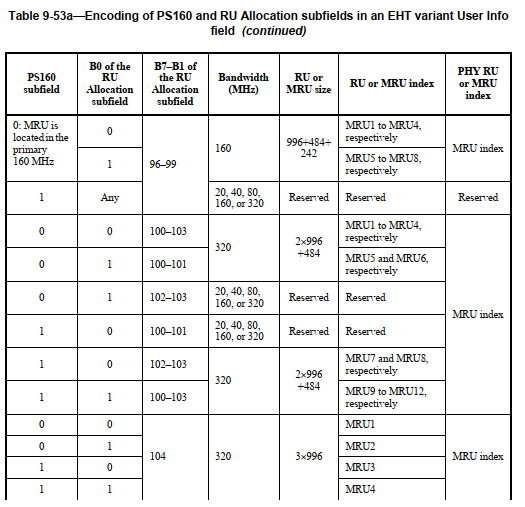 Table 9-53a—Encoding of PS160 and RU Allocation subfields in an EHT variant User Info
field (continued)
PS160
subfield
B0 of the
RU
Allocation
subfield
B7–B1 of
the RU
Allocation
subfield
Bandwidth
(MHz)
RU or
MRU size
RU or MRU index
PHY RU
or MRU
index
0: MRU is
located in the
primary
160 MHz
0
96–99
160
996+484+
242
MRU1 to MRU4,
respectively
MRU index
1
MRU5 to MRU8,
respectively
1
Any
20, 40, 80,
160, or 320
Reserved
Reserved
Reserved
0
0
100–103
320
2×996
+484
MRU1 to MRU4,
respectively
MRU index
0
1
100–101
MRU5 and MRU6,
respectively
0
1
102–103
20, 40, 80,
160, or 320
Reserved
Reserved
1
0
100–101
20, 40, 80,
160, or 320
Reserved
Reserved
1
0
102–103
320
2×996
+484
MRU7 and MRU8,
respectively
1
1
100–103
MRU9 to MRU12,
respectively
0
0
104
320
3×996
MRU1
MRU index
0
1
MRU2
1
0
MRU3
1
1
MRU4